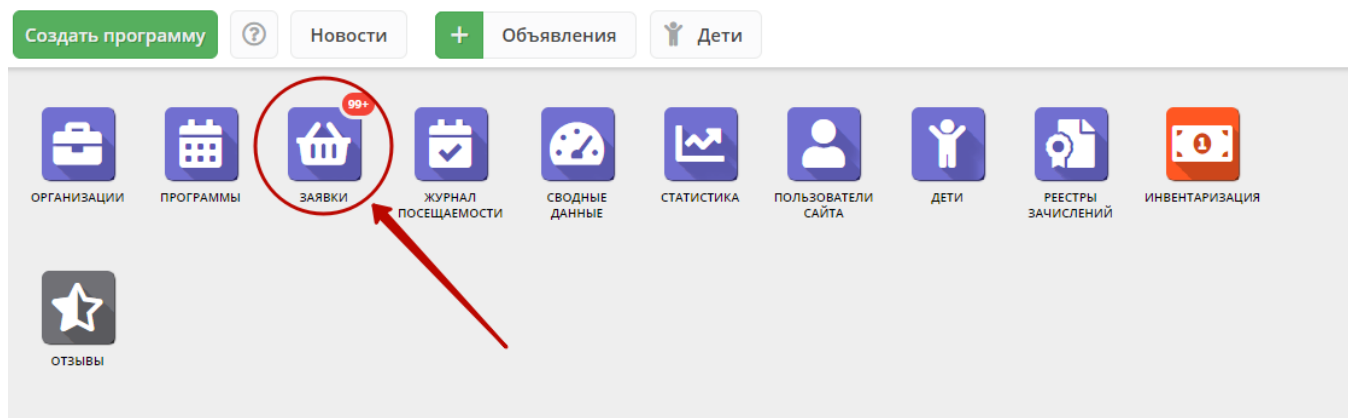 Создать программу
?
Новости
+ Объявления
Дети
99+
ОРГАНИЗАЦИИ
ПРОГРАММЫ
ЗАЯВКИ
ЖУРНАЛ
ПОСЕЩАЕМОСТИ
СВОДНЫЕ
ДАННЫЕ
СТАТИСТИКА
ПОЛЬЗОВАТЕЛИ
САЙТА
ДЕТИ
РЕЕСТРЫ
ЗАЧИСЛЕНИЙ
1
ИНВЕНТАРИЗАЦИЯ
ОТЗЫВЫ